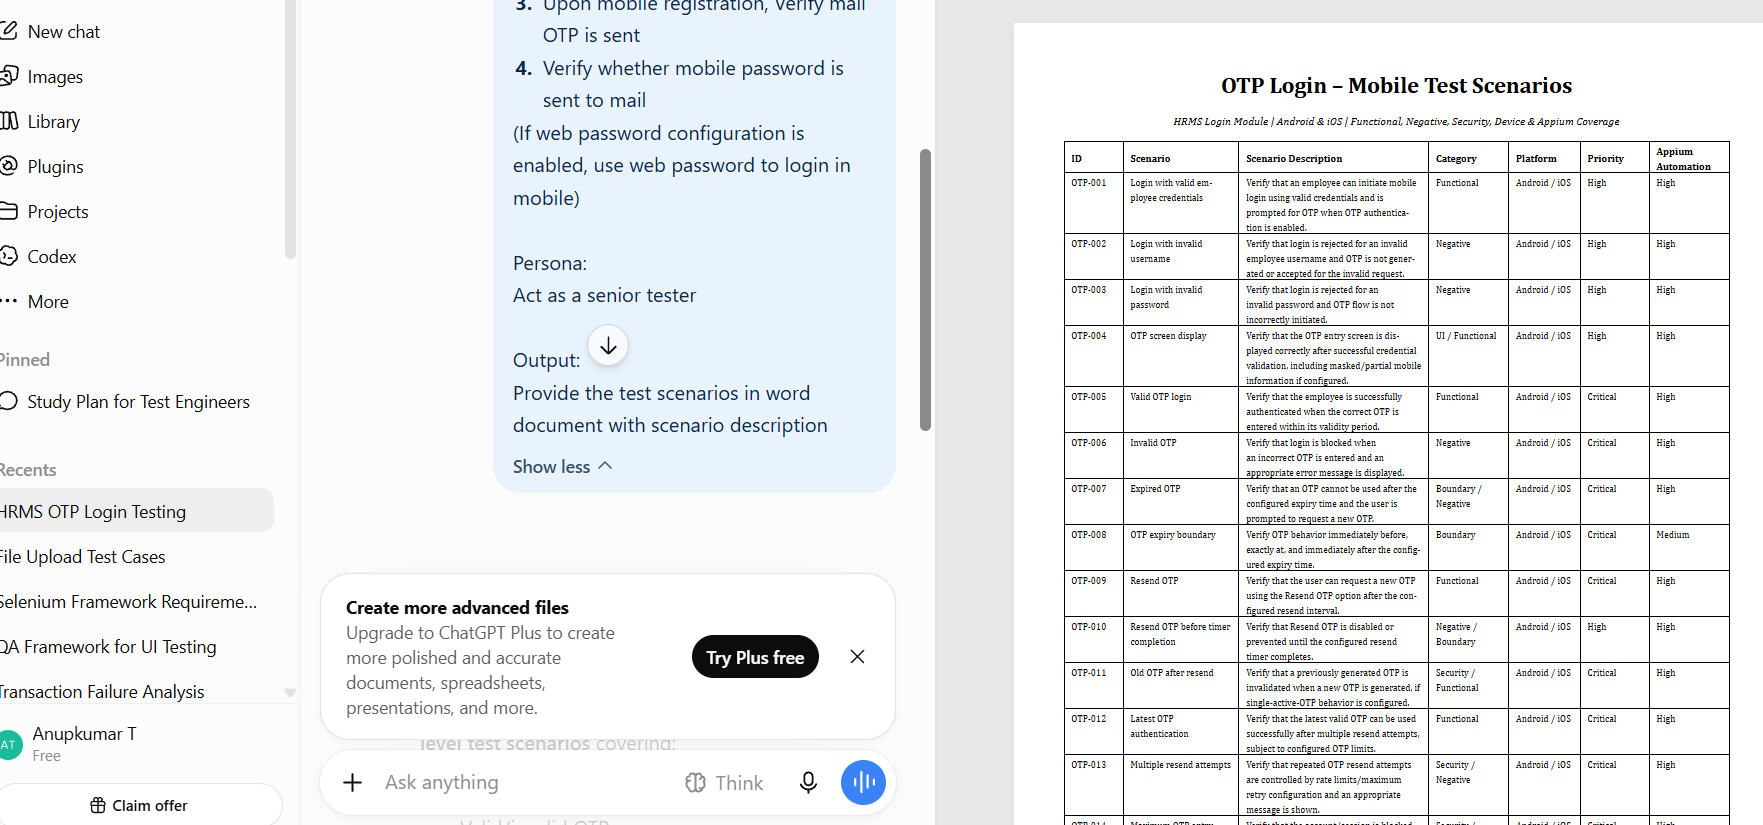 New chat
Images
Library
Plugins
Projects
Codex
More
Pinned
Study Plan for Test Engineers
Recents
HRMS OTP Login Testing
File Upload Test Cases
Selenium Framework Requireme...
QA Framework for UI Testing
Transaction Failure Analysis
AT
Anupkumar T
Free
Claim offer
3. Upon mobile registration, Verify mail
OTP is sent
4. Verify whether mobile password is
sent to mail
(If web password configuration is
enabled, use web password to login in
mobile)
Persona:
Act as a senior tester
Output:
Provide the test scenarios in word
document with scenario description
Show less
Create more advanced files
Upgrade to ChatGPT Plus to create
more polished and accurate
documents, spreadsheets,
presentations, and more.
Try Plus free
level test scenarios covering:
Ask anything
Think
Valid/invalid OTP
OTP Login – Mobile Test Scenarios
HRMS Login Module | Android & iOS | Functional, Negative, Security, Device & Appium Coverage
ID Scenario Scenario Description Category Platform Priority Appium
Automation
OTP-001 Login with valid em- Verify that an employee can initiate mobile Functional Android / iOS High High
ployee credentials login using valid credentials and is
prompted for OTP when OTP authentica-
tion is enabled.
OTP-002 Login with invalid Verify that login is rejected for an invalid Negative Android / iOS High High
username employee username and OTP is not gener-
ated or accepted for the invalid request.
OTP-003 Login with invalid Verify that login is rejected for an Negative Android / iOS High High
password invalid password and OTP flow is not
incorrectly initiated.
OTP-004 OTP screen display Verify that the OTP entry screen is dis- UI / Functional Android / iOS High High
played correctly after successful credential
validation, including masked/partial mobile
information if configured.
OTP-005 Valid OTP login Verify that the employee is successfully Functional Android / iOS Critical High
authenticated when the correct OTP is
entered within its validity period.
OTP-006 Invalid OTP Verify that login is blocked when Negative Android / iOS Critical High
an incorrect OTP is entered and an
appropriate error message is displayed.
OTP-007 Expired OTP Verify that an OTP cannot be used after the Boundary / Android / iOS Critical High
configured expiry time and the user is Negative
prompted to request a new OTP.
OTP-008 OTP expiry boundary Verify OTP behavior immediately before, Boundary Android / iOS Critical Medium
exactly at, and immediately after the config-
ured expiry time.
OTP-009 Resend OTP Verify that the user can request a new OTP Functional Android / iOS Critical High
using the Resend OTP option after the con-
figured resend interval.
OTP-010 Resend OTP before timer Verify that Resend OTP is disabled or Negative / Android / iOS High High
completion prevented until the configured resend Boundary
timer completes.
OTP-011 Old OTP after resend Verify that a previously generated OTP is Security / Android / iOS Critical High
invalidated when a new OTP is generated, if Functional
single-active-OTP behavior is configured.
OTP-012 Latest OTP Verify that the latest valid OTP can be used Functional Android / iOS Critical High
authentication successfully after multiple resend attempts,
subject to configured OTP limits.
OTP-013 Multiple resend attempts Verify that repeated OTP resend attempts Security / Android / iOS Critical High
are controlled by rate limits/maximum Negative
retry configuration and an appropriate
message is shown.